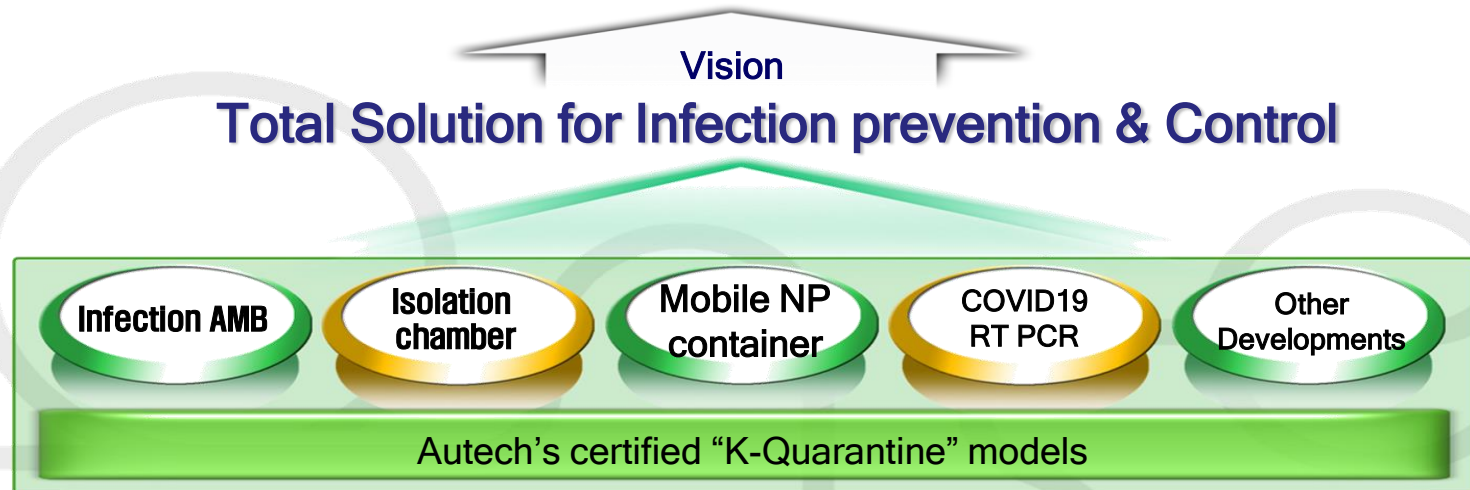 Vision
Total Solution for Infection prevention & Control
Infection AMB
Isolation
chamber
Mobile NP
container
COVID19
RT PCR
Other
Developments
Autech’s certified “K-Quarantine” models